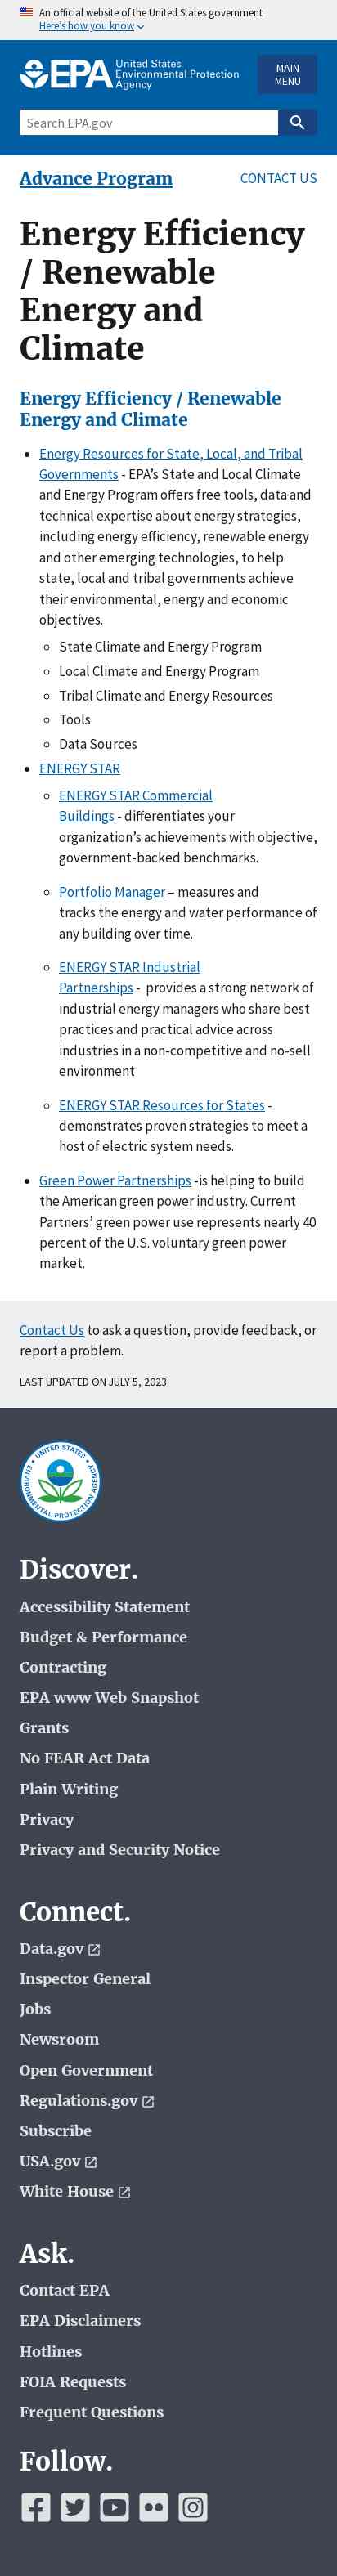 An official website of the United States government
Here's how you know
EPA United States
Environmental Protection
Agency
MAIN
MENU
Search EPA.gov
Advance Program
CONTACT US
Energy Efficiency
/ Renewable
Energy and
Climate
Energy Efficiency / Renewable
Energy and Climate
Energy Resources for State, Local, and Tribal
Governments - EPA’s State and Local Climate
and Energy Program offers free tools, data and
technical expertise about energy strategies,
including energy efficiency, renewable energy
and other emerging technologies, to help
state, local and tribal governments achieve
their environmental, energy and economic
objectives.
State Climate and Energy Program
Local Climate and Energy Program
Tribal Climate and Energy Resources
Tools
Data Sources
ENERGY STAR
ENERGY STAR Commercial
Buildings - differentiates your
organization’s achievements with objective,
government-backed benchmarks.
Portfolio Manager – measures and
tracks the energy and water performance of
any building over time.
ENERGY STAR Industrial
Partnerships - provides a strong network of
industrial energy managers who share best
practices and practical advice across
industries in a non-competitive and no-sell
environment
ENERGY STAR Resources for States -
demonstrates proven strategies to meet a
host of electric system needs.
Green Power Partnerships -is helping to build
the American green power industry. Current
Partners’ green power use represents nearly 40
percent of the U.S. voluntary green power
market.
Contact Us to ask a question, provide feedback, or
report a problem.
LAST UPDATED ON JULY 5, 2023
UNITED STATES
ENVIRONMENTAL PROTECTION AGENCY
Discover.
Accessibility Statement
Budget & Performance
Contracting
EPA www Web Snapshot
Grants
No FEAR Act Data
Plain Writing
Privacy
Privacy and Security Notice
Connect.
Data.gov
Inspector General
Jobs
Newsroom
Open Government
Regulations.gov
Subscribe
USA.gov
White House
Ask.
Contact EPA
EPA Disclaimers
Hotlines
FOIA Requests
Frequent Questions
Follow.